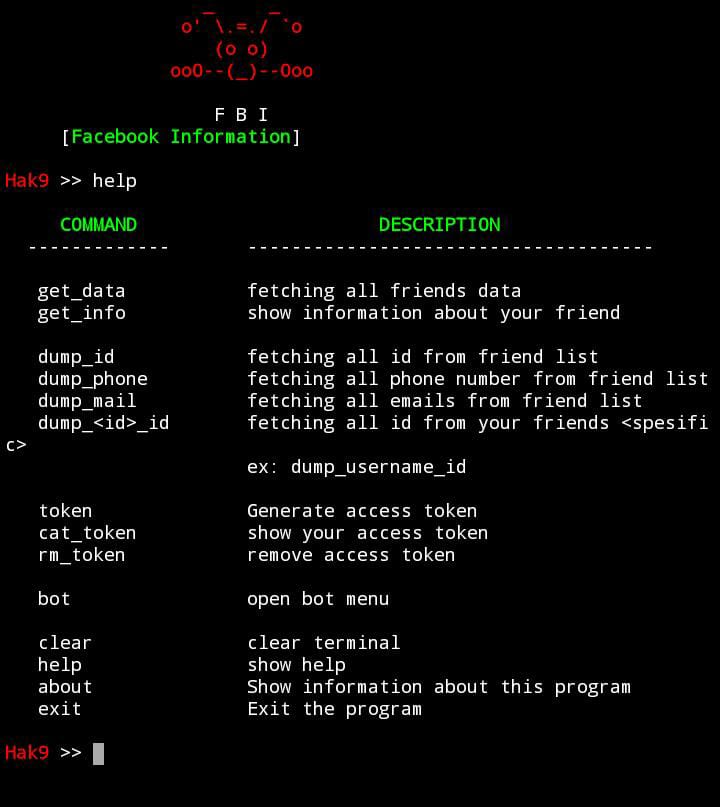 _     _
o' \.=./ `o
(o o)
ooO--(_)--Ooo
F B I
[Facebook Information]
Hak9 >> help
COMMAND DESCRIPTION
------------- -------------------------------------
get_data fetching all friends data
get_info show information about your friend
dump_id fetching all id from friend list
dump_phone fetching all phone number from friend list
dump_mail fetching all emails from friend list
dump_<id>_id fetching all id from your friends <spesifi
c>
ex: dump_username_id
token Generate access token
cat_token show your access token
rm_token remove access token
bot open bot menu
clear clear terminal
help show help
about Show information about this program
exit Exit the program
Hak9 >>